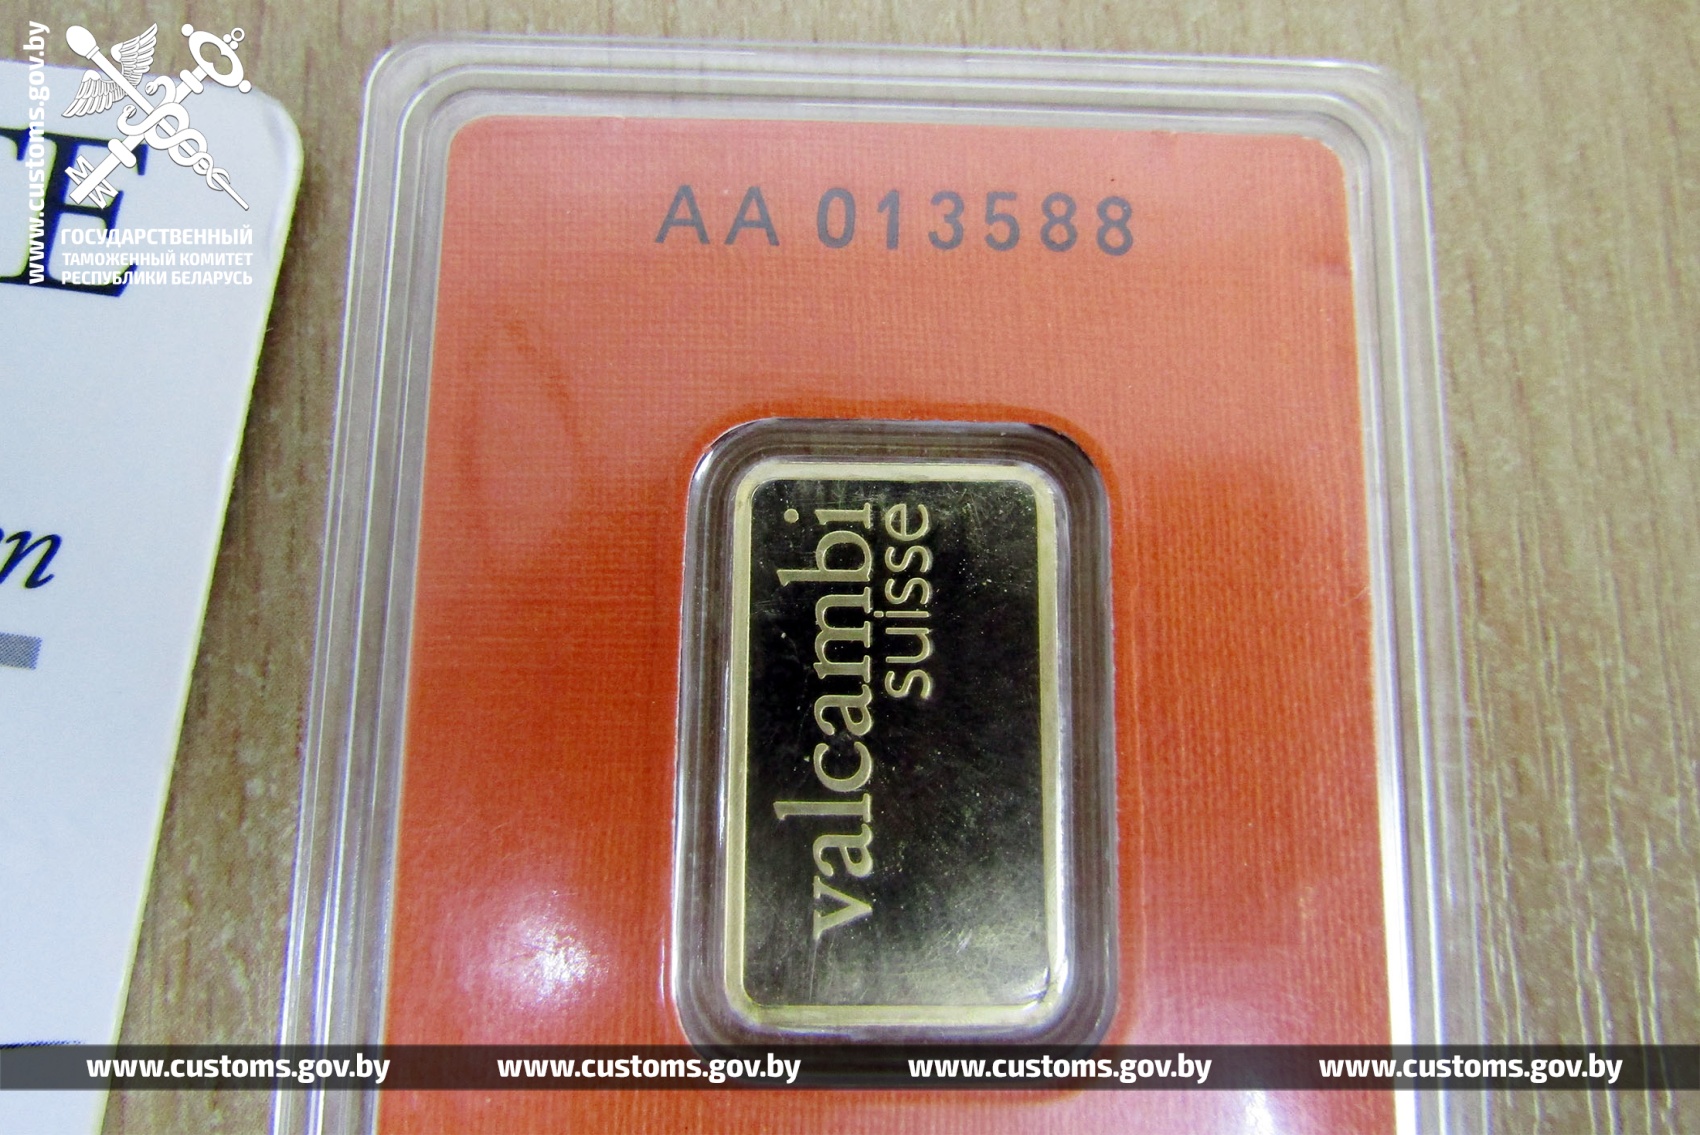 www.customs.gov.by
ГОСУДАРСТВЕННЫЙ
ТАМОЖЕННЫЙ КОМИТЕТ
РЕСПУБЛИКИ БЕЛАРУСЬ
AA 013588
valcambi
suisse
www.customs.gov.by www.customs.gov.by www.customs.gov.by www.customs.gov.by